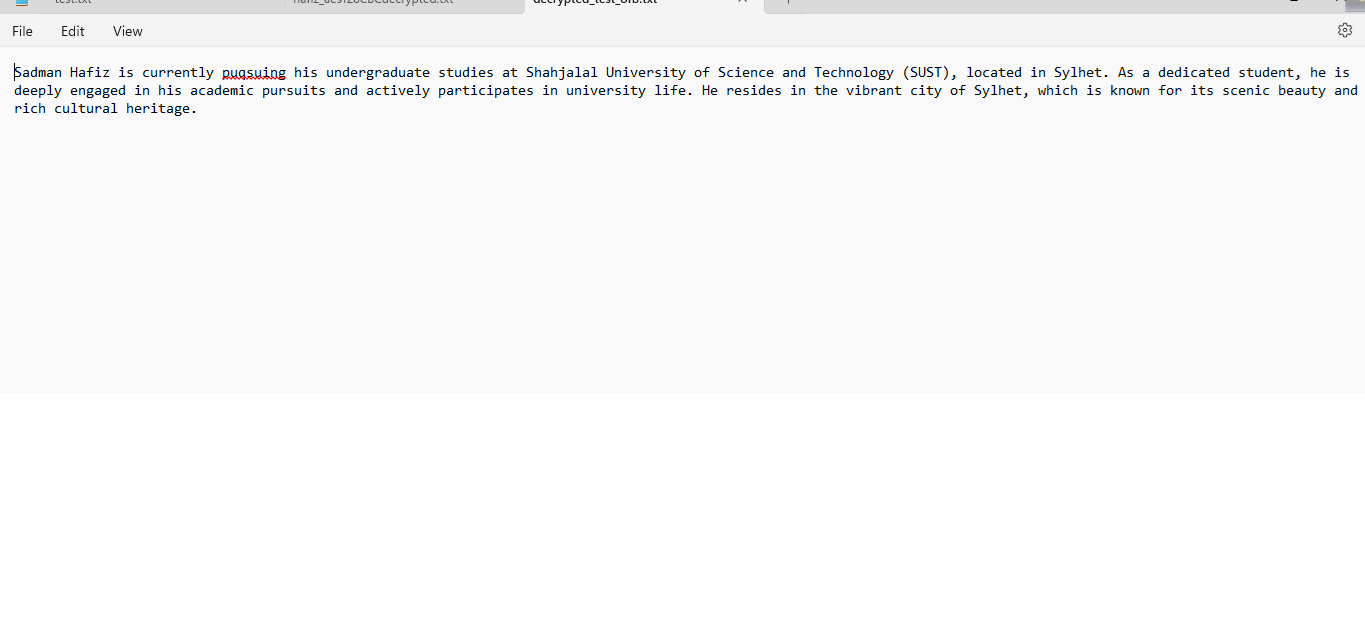 test.txt
hafiz_aes128CBCdecrypted.txt
decrypted_test_ofb.txt
File Edit View
Sadman Hafiz is currently puqsuing his undergraduate studies at Shahjalal University of Science and Technology (SUST), located in Sylhet. As a dedicated student, he is
deeply engaged in his academic pursuits and actively participates in university life. He resides in the vibrant city of Sylhet, which is known for its scenic beauty and
rich cultural heritage.